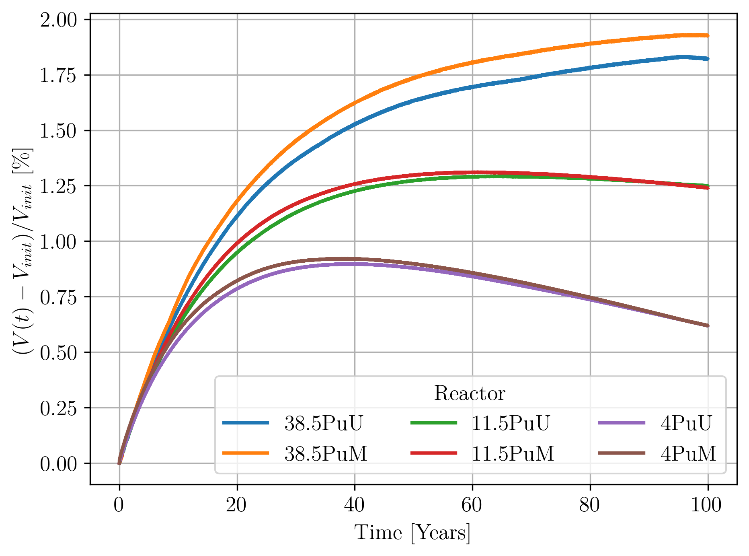 2.00
1.75
1.50
1.25
1.00
0.75
0.50
0.25
0.00
(V(t) − V_init)/V_init [%]
Reactor
38.5PuU 11.5PuU 4PuU
38.5PuM 11.5PuM 4PuM
0 20 40 60 80 100
Time [Years]